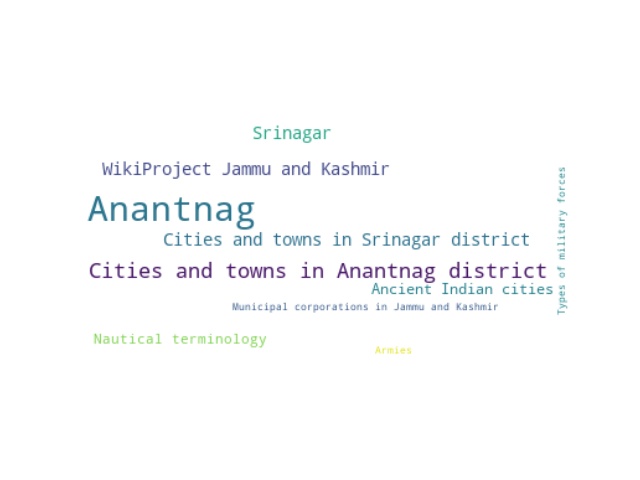 Srinagar
WikiProject Jammu and Kashmir
Anantnag
Cities and towns in Srinagar district
Cities and towns in Anantnag district
Ancient Indian cities
Municipal corporations in Jammu and Kashmir
Nautical terminology
Armies
Types of military forces